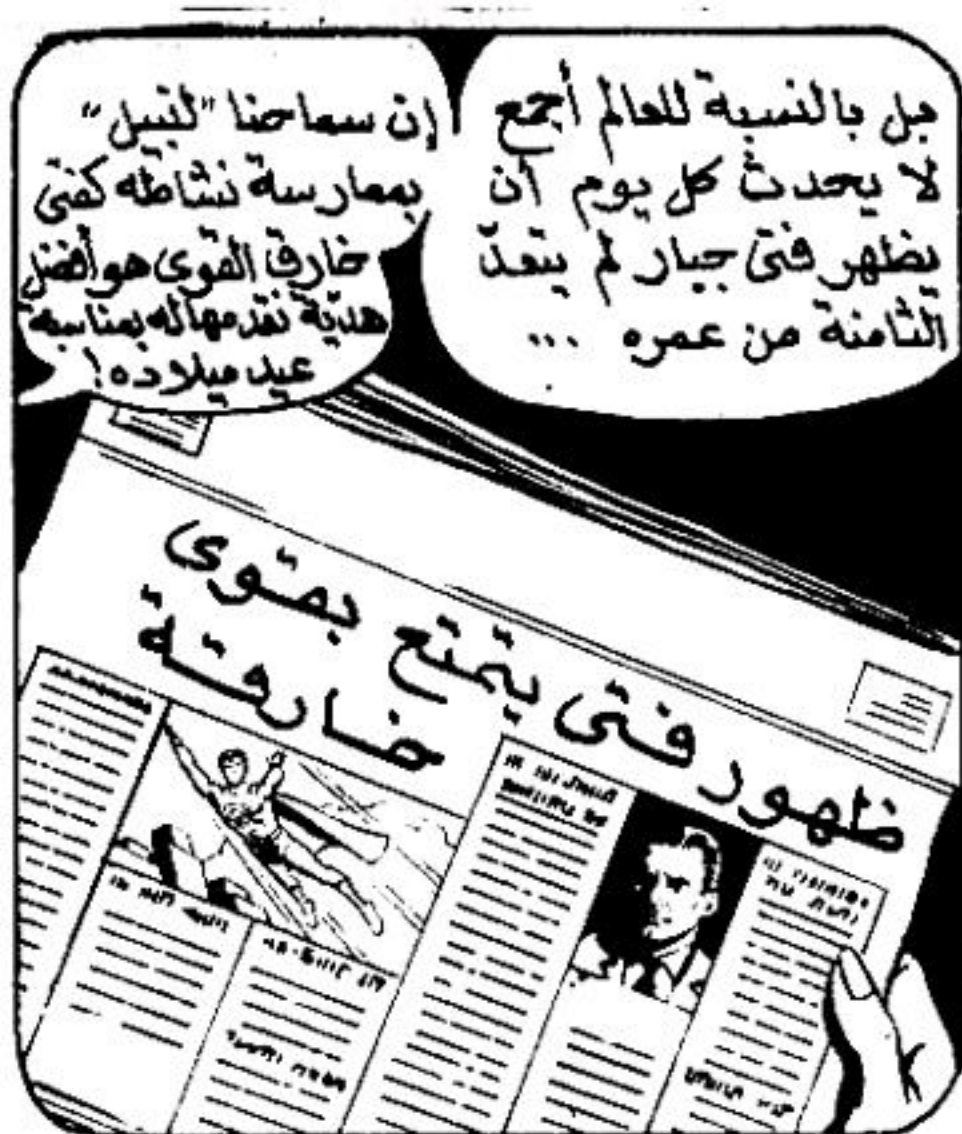 بل بالنسبة للعالم أجمع
لا يحدث كل يوم أن
يظهر فتى جبار لم يتعدّ
الثامنة من عمره ...
إن سماحنا "لنبيل"
بممارسة نشاطه كفتى
خارق القوى هو أفضل
هديّة نقدمها له بمناسبة
عيد ميلاده!
ظهور فتى يتمتع بقوى
خارقة